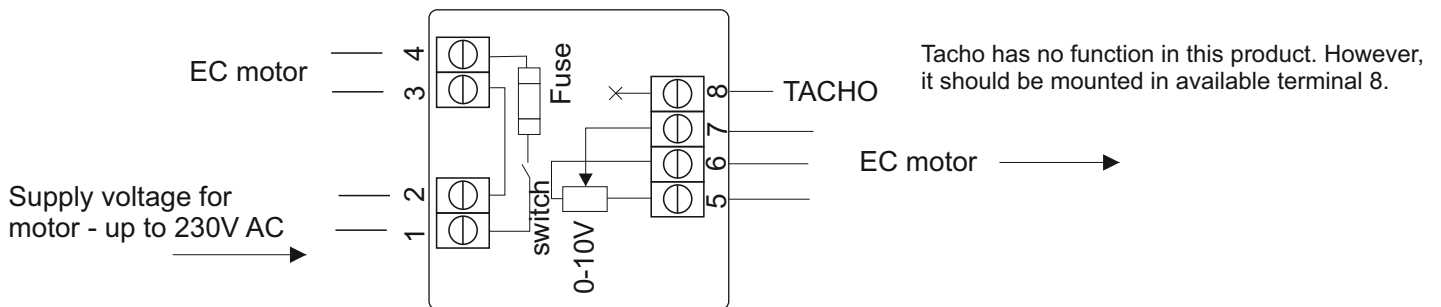 EC motor
4
3
Supply voltage for
motor - up to 230V AC
2
1
Fuse
switch
0-10V
8
7
6
5
TACHO
EC motor
Tacho has no function in this product. However,
it should be mounted in available terminal 8.